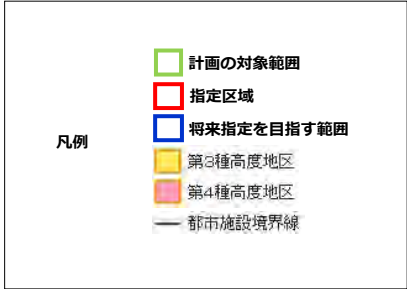 計画の対象範囲
指定区域
将来指定を目指す範囲
凡例
第3種高度地区
第4種高度地区
都市施設境界線